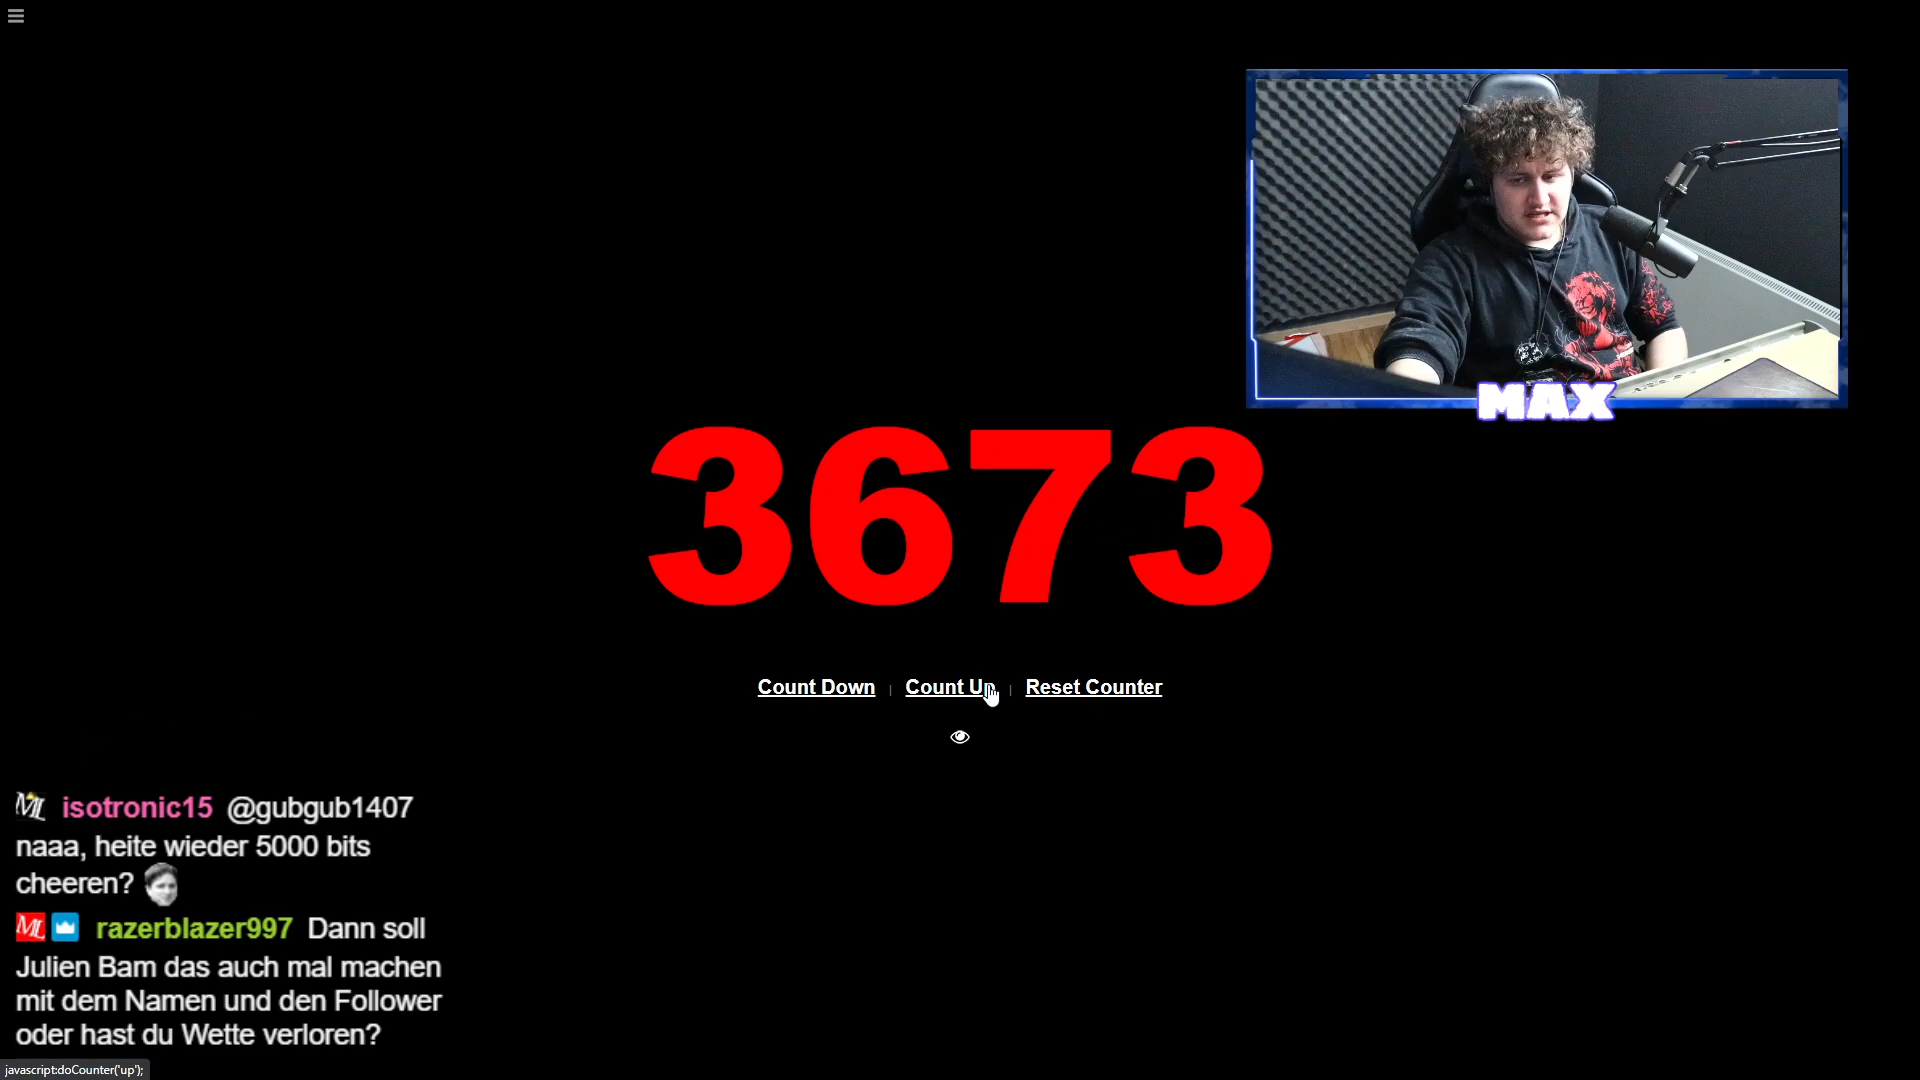 MAX
3673
Count Down | Count Up | Reset Counter
ML isotronic15 @gubgub1407
naaa, heite wieder 5000 bits
cheeren?
ML razerblazer997 Dann soll
Julien Bam das auch mal machen
mit dem Namen und den Follower
oder hast du Wette verloren?
javascript:doCounter('up');